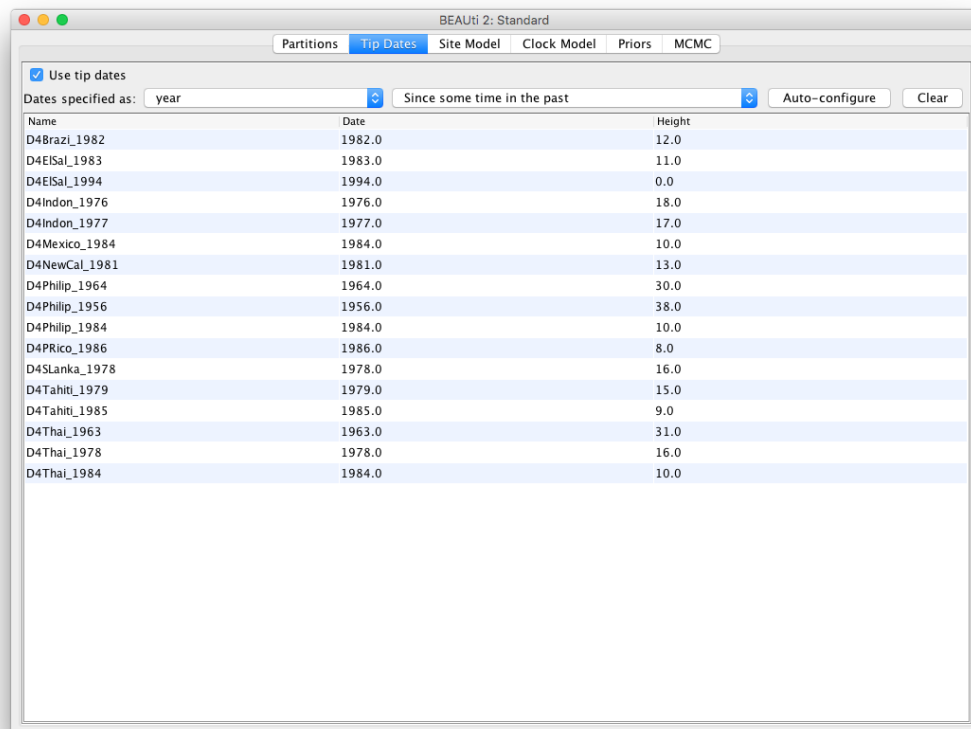 BEAUti 2: Standard
Partitions Tip Dates Site Model Clock Model Priors MCMC
Use tip dates
Dates specified as: year Since some time in the past Auto-configure Clear
Name Date Height
D4Brazi_1982 1982.0 12.0
D4ElSal_1983 1983.0 11.0
D4ElSal_1994 1994.0 0.0
D4Indon_1976 1976.0 18.0
D4Indon_1977 1977.0 17.0
D4Mexico_1984 1984.0 10.0
D4NewCal_1981 1981.0 13.0
D4Philip_1964 1964.0 30.0
D4Philip_1956 1956.0 38.0
D4Philip_1984 1984.0 10.0
D4PRico_1986 1986.0 8.0
D4SLanka_1978 1978.0 16.0
D4Tahiti_1979 1979.0 15.0
D4Tahiti_1985 1985.0 9.0
D4Thai_1963 1963.0 31.0
D4Thai_1978 1978.0 16.0
D4Thai_1984 1984.0 10.0